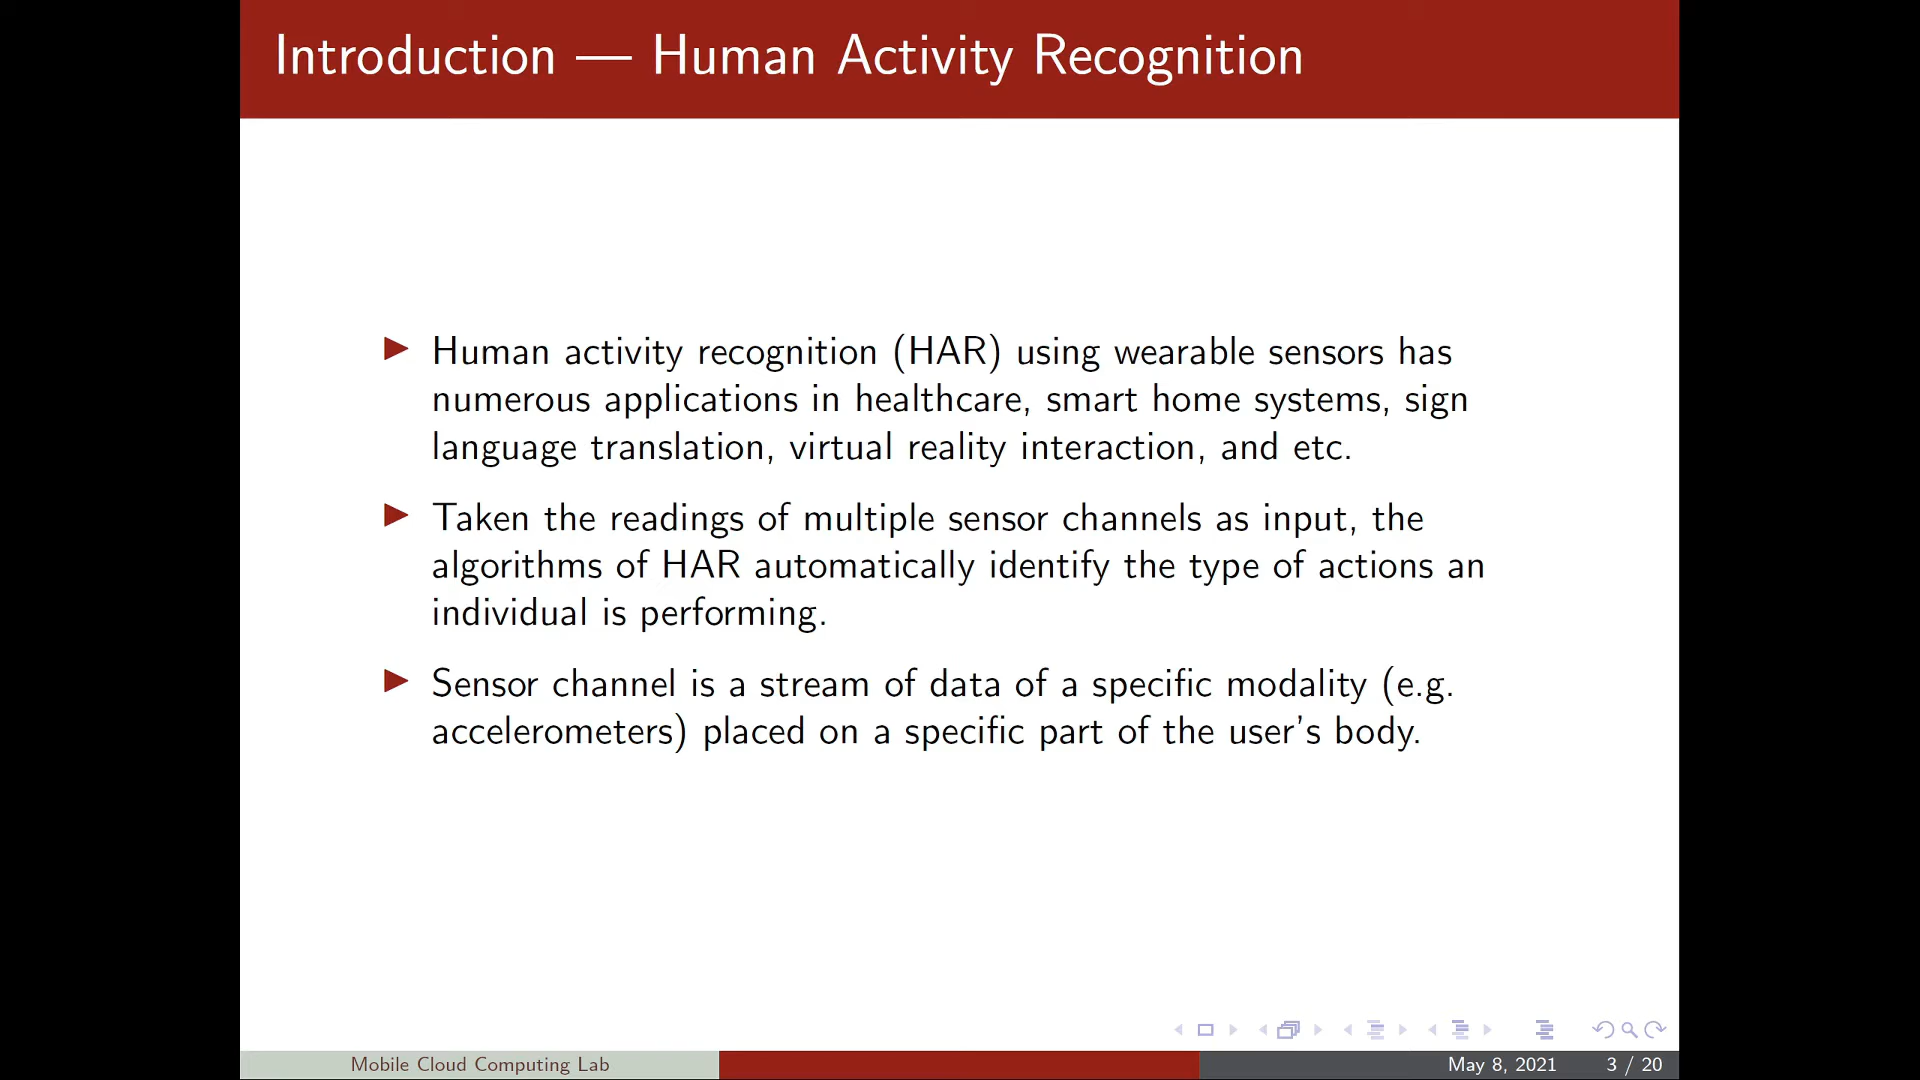 Introduction — Human Activity Recognition
Human activity recognition (HAR) using wearable sensors has
numerous applications in healthcare, smart home systems, sign
language translation, virtual reality interaction, and etc.
Taken the readings of multiple sensor channels as input, the
algorithms of HAR automatically identify the type of actions an
individual is performing.
Sensor channel is a stream of data of a specific modality (e.g.
accelerometers) placed on a specific part of the user's body.
Mobile Cloud Computing Lab
May 8, 2021
3 / 20